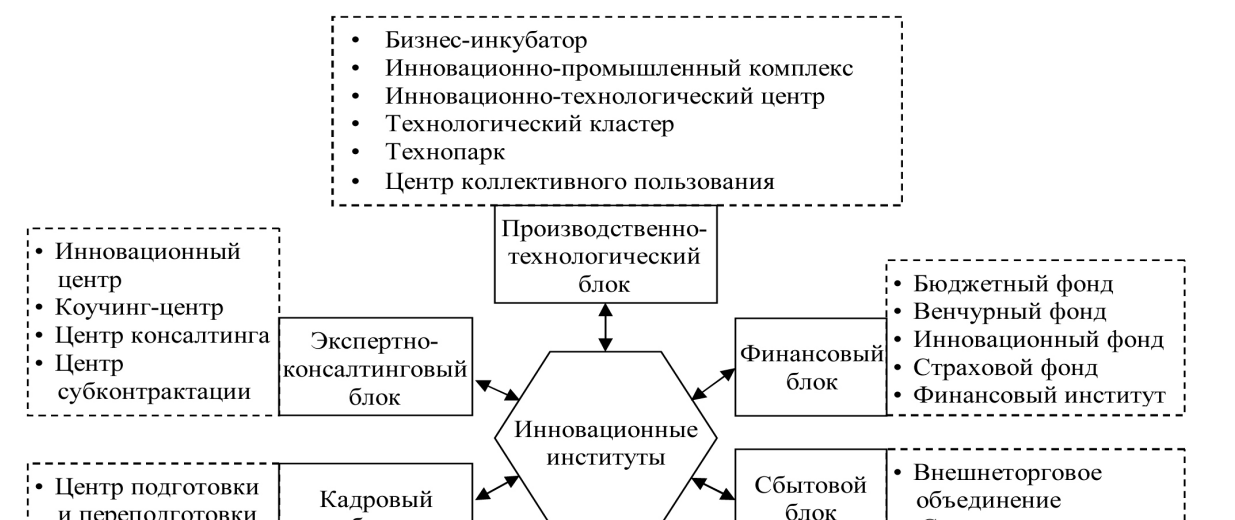 • Бизнес-инкубатор
• Инновационно-промышленный комплекс
• Инновационно-технологический центр
• Технологический кластер
• Технопарк
• Центр коллективного пользования
Производственно-
технологический
блок
• Инновационный
центр
• Коучинг-центр
• Центр консалтинга
• Центр
субконтрактации
Экспертно-
консалтинговый
блок
Финансовый
блок
• Бюджетный фонд
• Венчурный фонд
• Инновационный фонд
• Страховой фонд
• Финансовый институт
Инновационные
институты
• Центр подготовки
и переподготовки
Кадровый
Сбытовой
блок
• Внешнеторговое
объединение